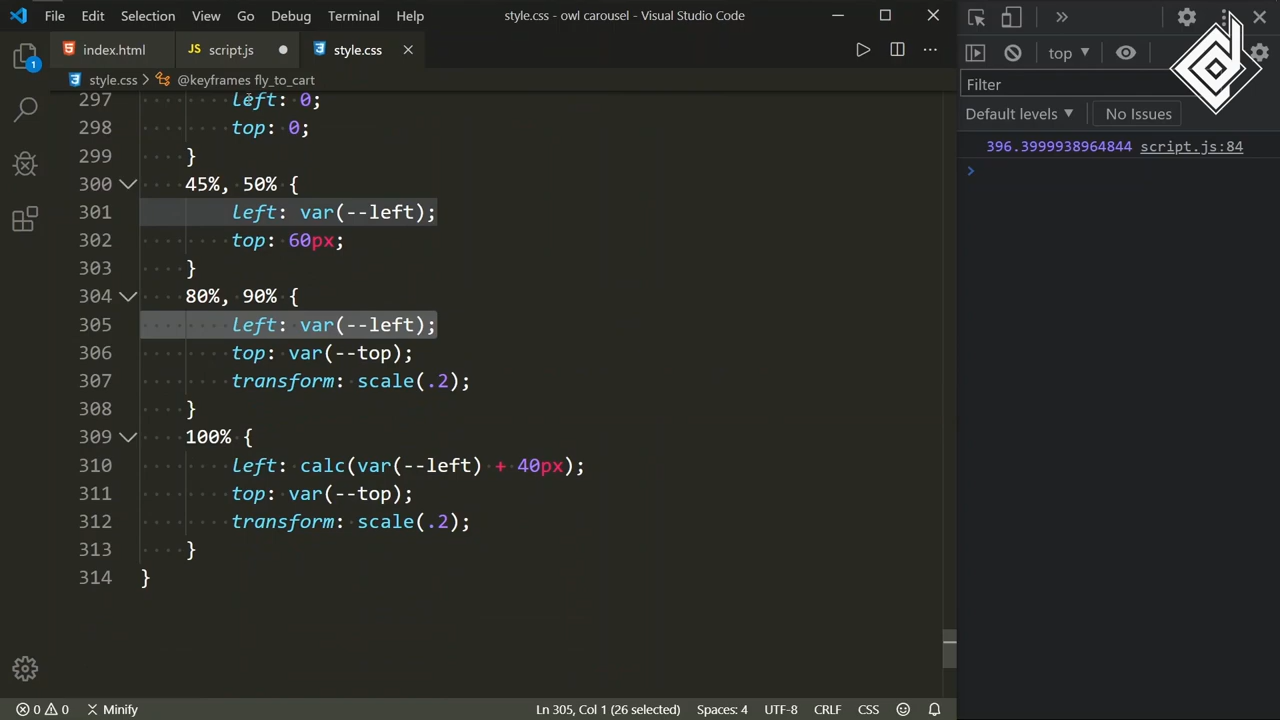 File Edit Selection View Go Debug Terminal Help style.css - owl carousel - Visual Studio Code
index.html JS script.js style.css
style.css @keyframes fly_to_cart
top
Filter
Default levels No Issues
396.3999938964844 script.js:84
297 left: 0;
298 top: 0;
299 }
300 45%, 50% {
301 left: var(--left);
302 top: 60px;
303 }
304 80%, 90% {
305 left: var(--left);
306 top: var(--top);
307 transform: scale(.2);
308 }
309 100% {
310 left: calc(var(--left) + 40px);
311 top: var(--top);
312 transform: scale(.2);
313 }
314 }
1
0 0 Minify Ln 305, Col 1 (26 selected) Spaces: 4 UTF-8 CRLF CSS